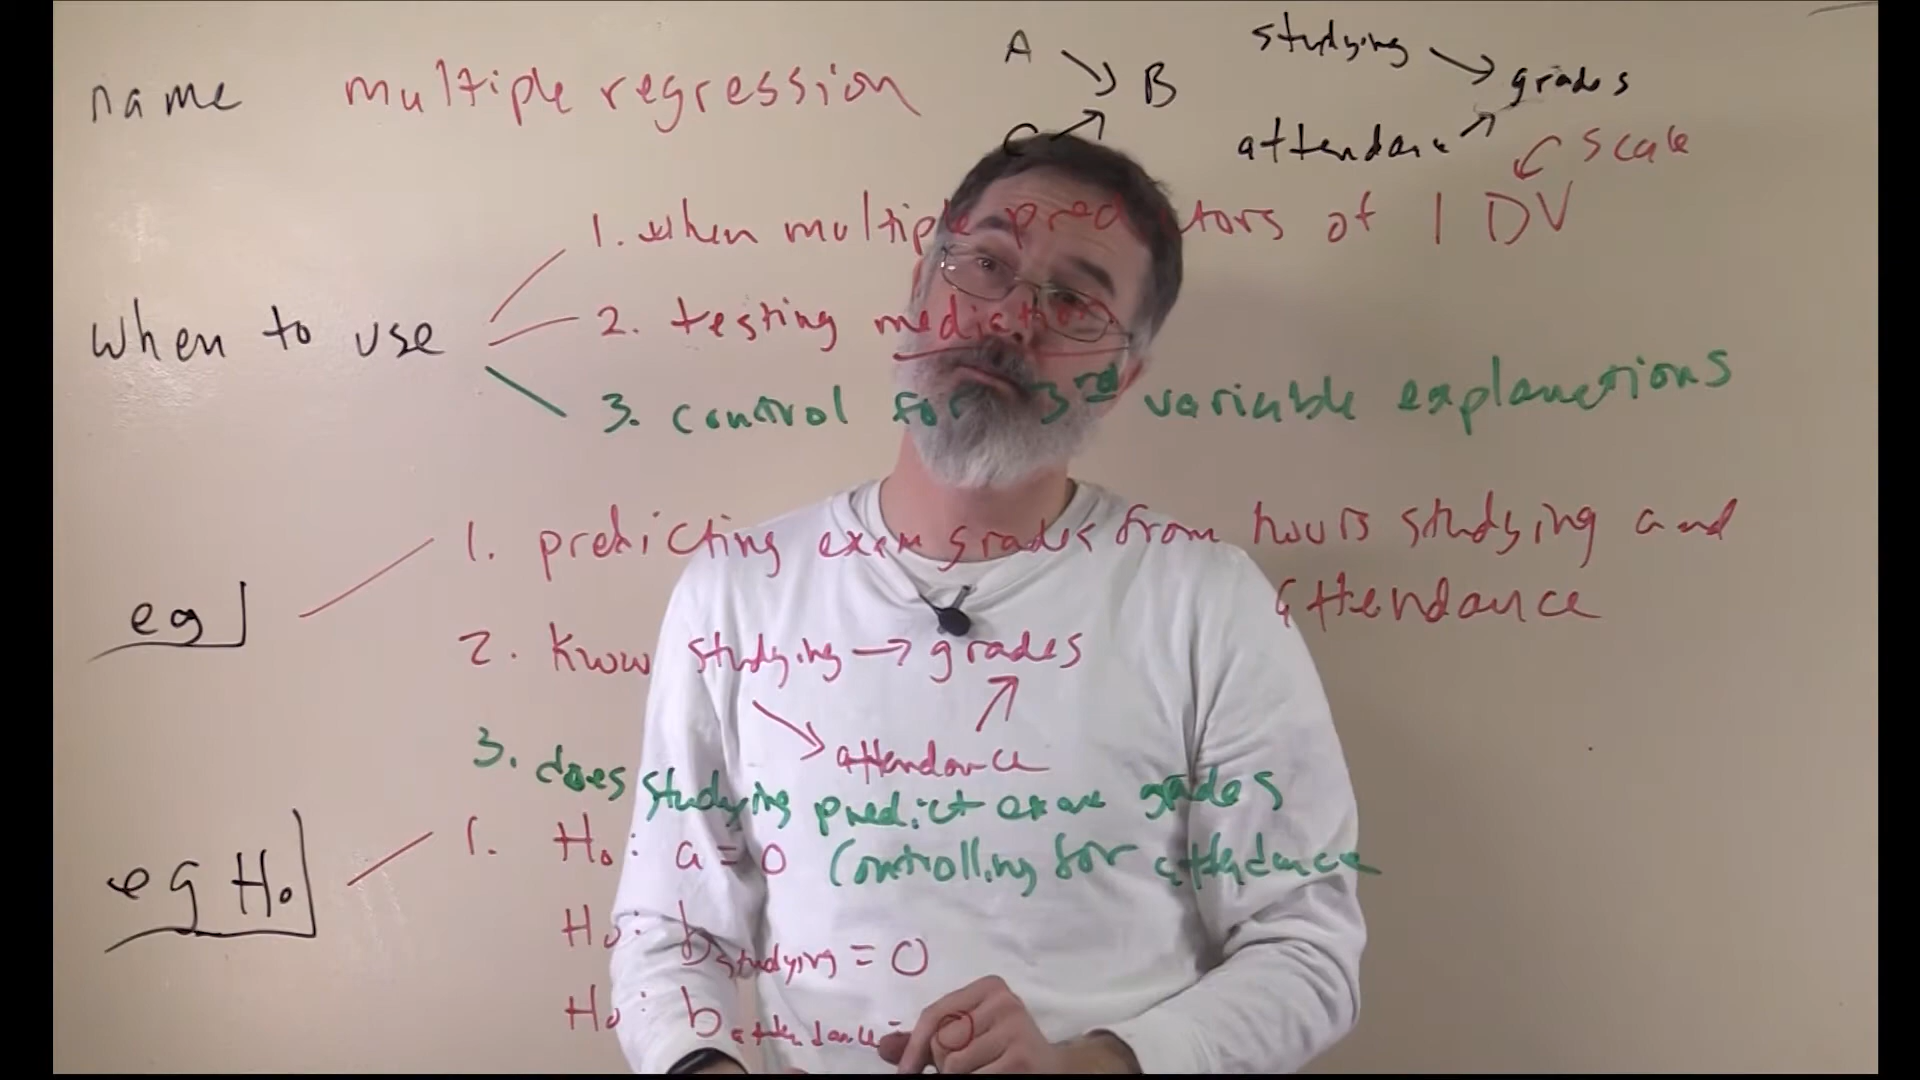 name multiple regression
A → B
C →
studying → grades
attendance →
scale
when to use
1. when multiple predictors of 1 DV
2. testing mediation
3. control for 3rd variable explanations
eg
1. predicting exam grades from hours studying and
attendance
2. Know studying → grades
attendance
3. does studying predict exam grades
controlling for attendance
eg H₀
1. H₀: a = 0
H₀: b studying = 0
H₀: b attendance = 0